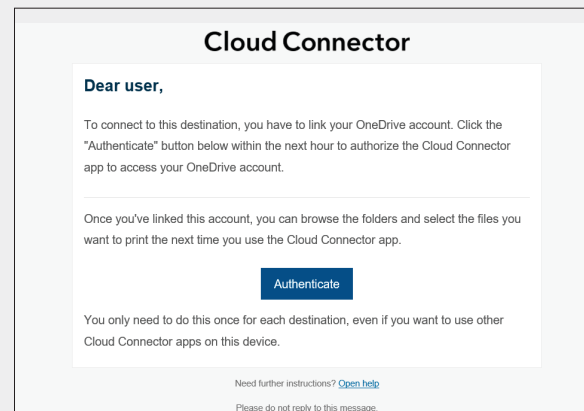 Cloud Connector
Dear user,
To connect to this destination, you have to link your OneDrive account. Click the
"Authenticate" button below within the next hour to authorize the Cloud Connector
app to access your OneDrive account.
Once you've linked this account, you can browse the folders and select the files you
want to print the next time you use the Cloud Connector app.
Authenticate
You only need to do this once for each destination, even if you want to use other
Cloud Connector apps on this device.
Need further instructions? Open help
Please do not reply to this message.